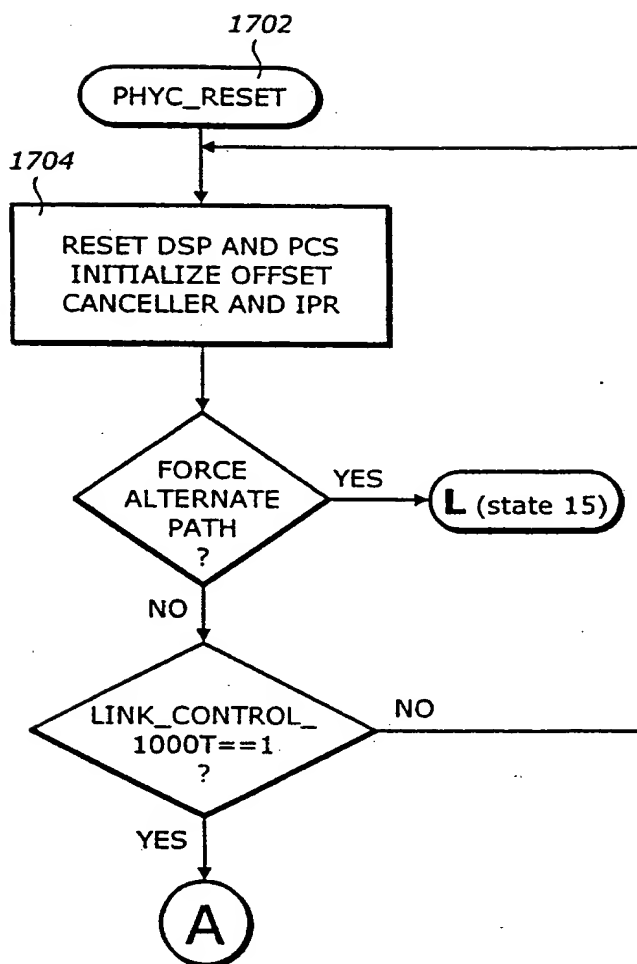 1702
PHYC_RESET
1704
RESET DSP AND PCS
INITIALIZE OFFSET
CANCELLER AND IPR
FORCE
ALTERNATE
PATH
?
YES
L (state 15)
NO
LINK_CONTROL_
1000T==1
?
NO
YES
A